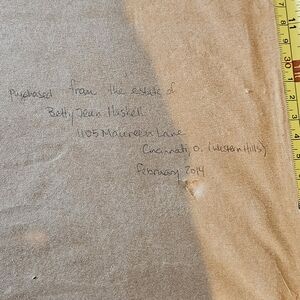 Purchased from the estate of
Betty Jean Haskell
1105 Maureen Lane
Cincinnati O. (Western Hills)
February 2014